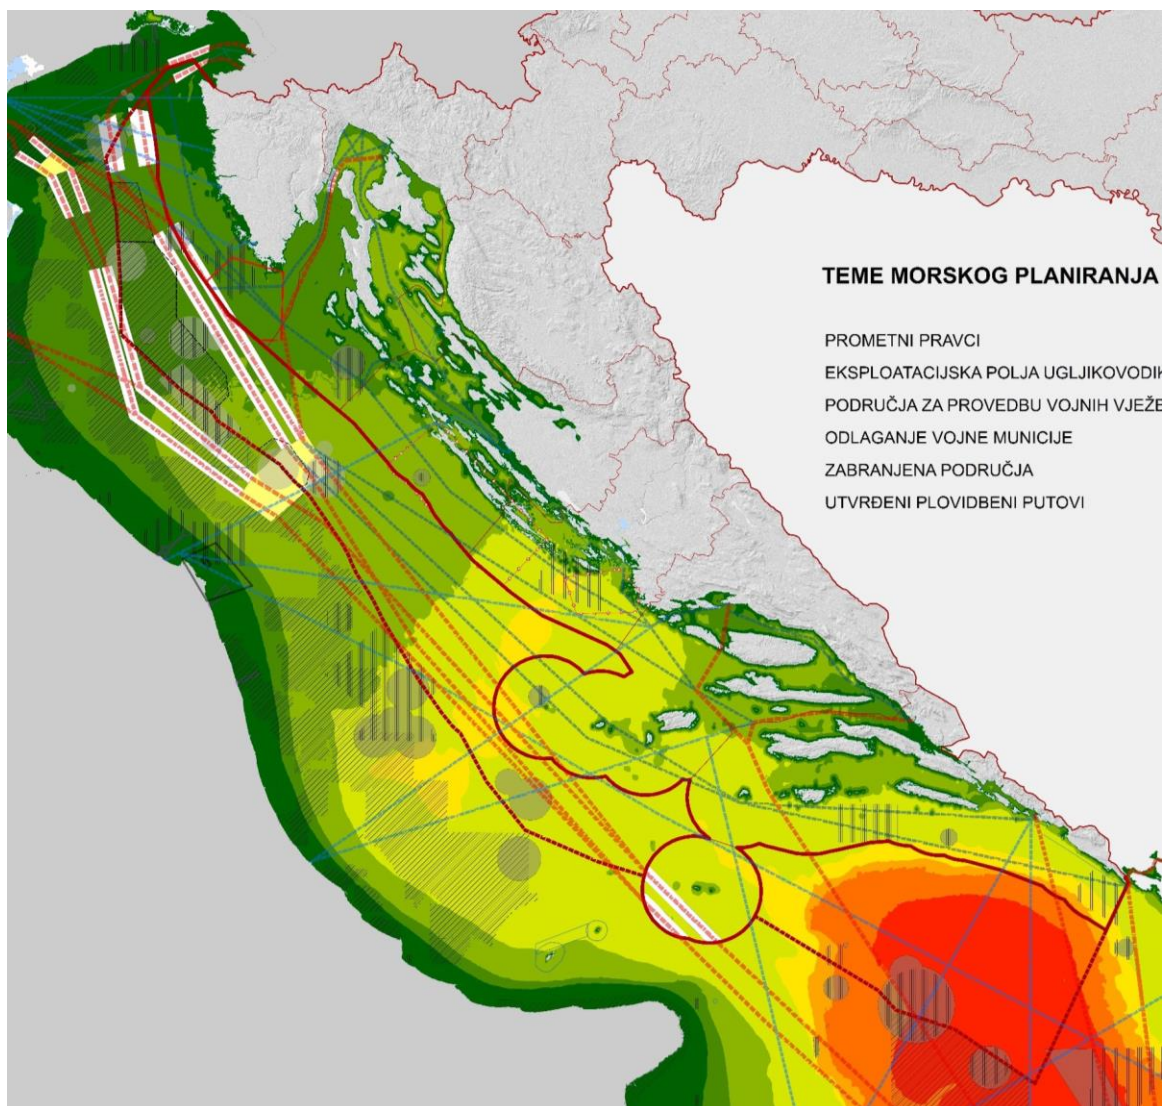 TEME MORSKOG PLANIRANJA
PROMETNI PRAVCI
EKSPLOATACIJSKA POLJA UGLJIKOVODIK
PODRUČJA ZA PROVEDBU VOJNIH VJEŽE
ODLAGANJE VOJNE MUNICIJE
ZABRANJENA PODRUČJA
UTVRĐENI PLOVIDBENI PUTOVI